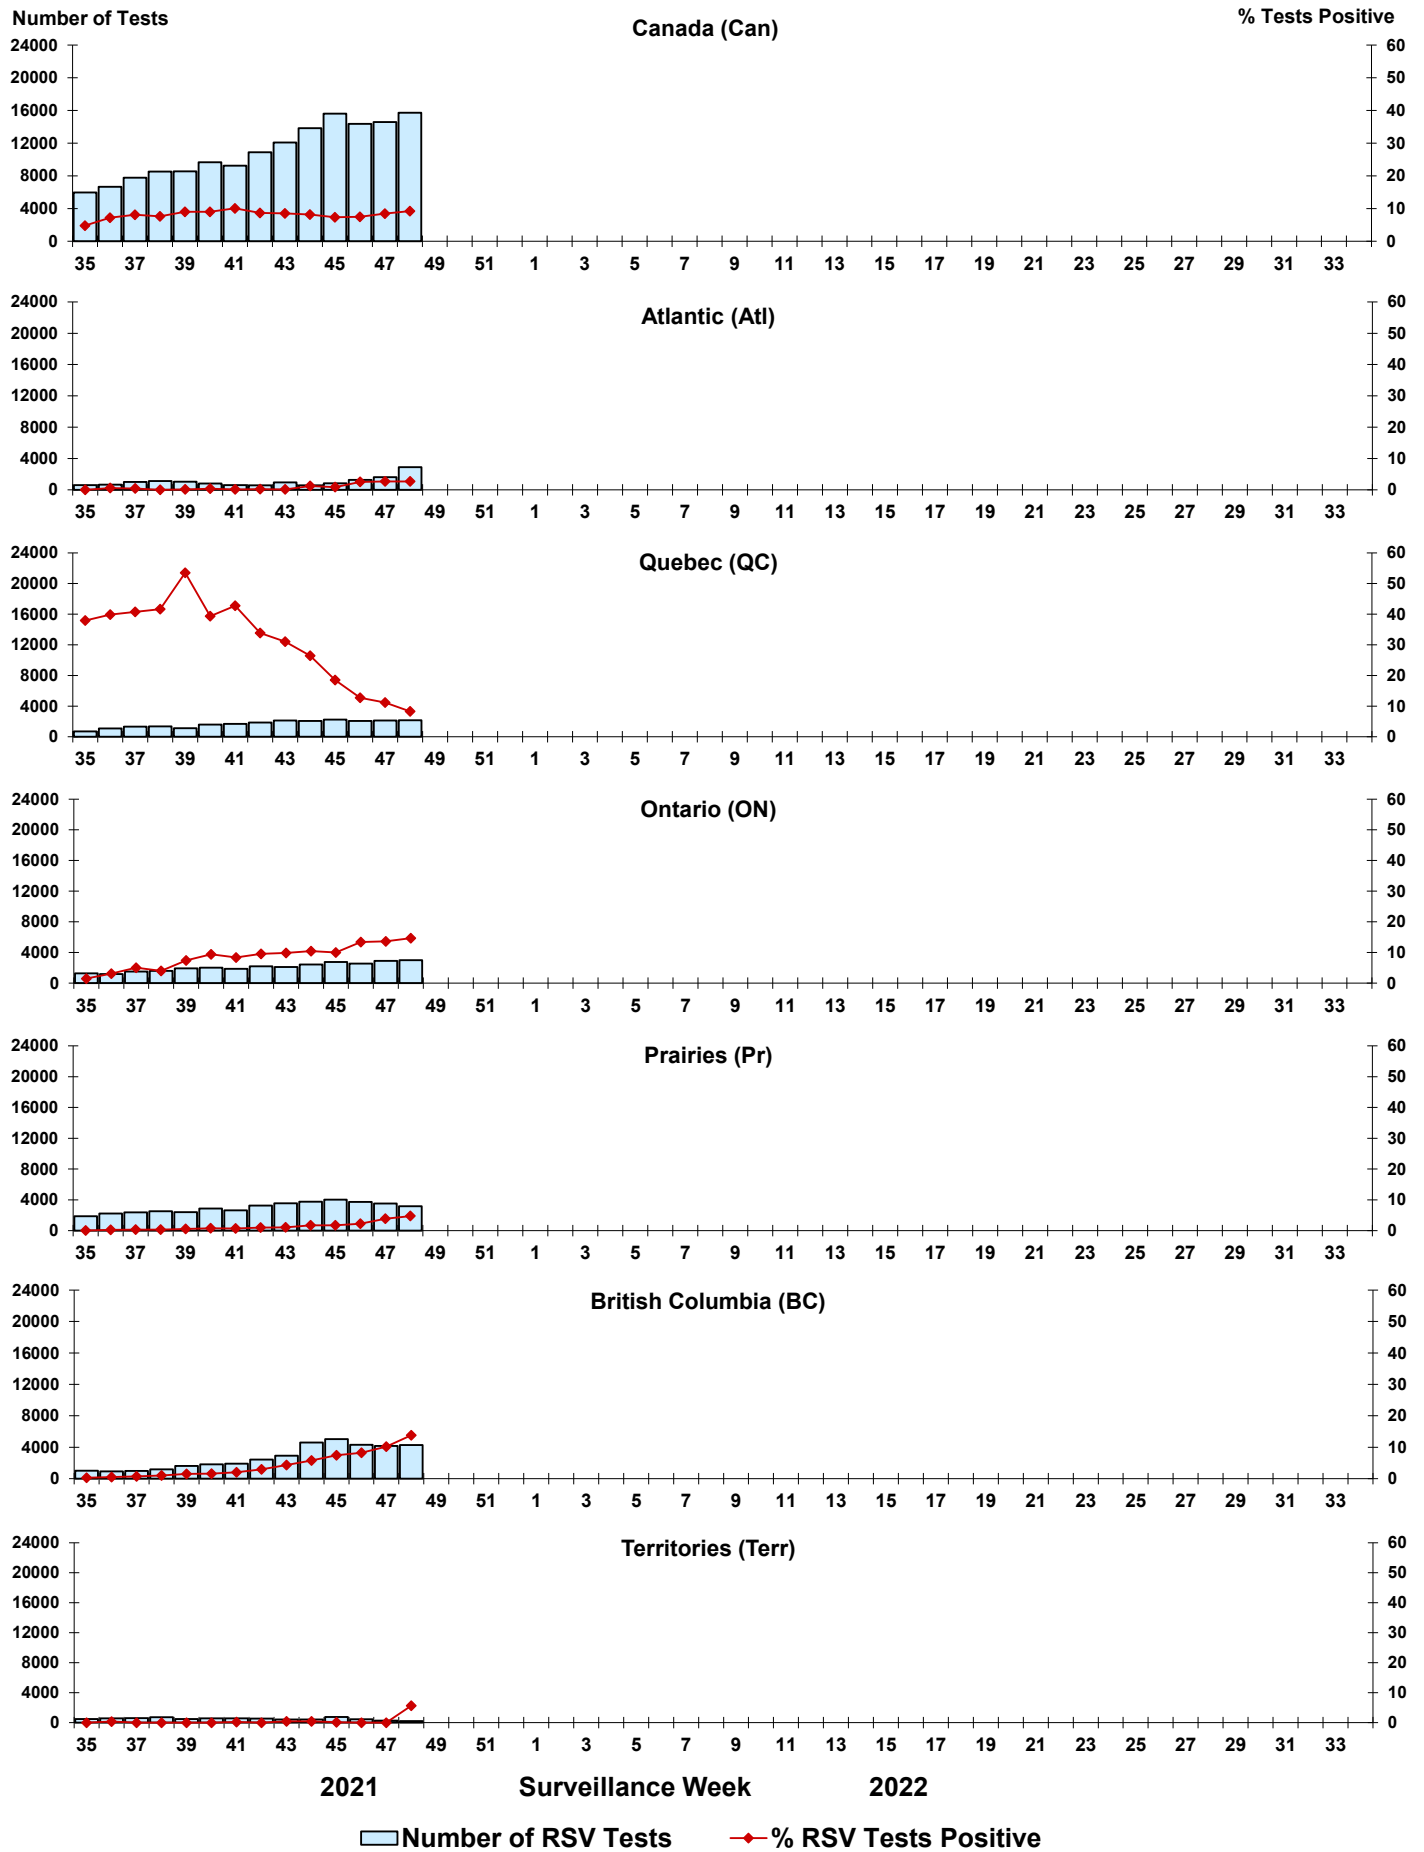 Number of Tests
% Tests Positive
Canada (Can)
24000 60
20000 50
16000 40
12000 30
8000 20
4000 10
0 0
35 37 39 41 43 45 47 49 51 1 3 5 7 9 11 13 15 17 19 21 23 25 27 29 31 33
Atlantic (Atl)
24000 60
20000 50
16000 40
12000 30
8000 20
4000 10
0 0
35 37 39 41 43 45 47 49 51 1 3 5 7 9 11 13 15 17 19 21 23 25 27 29 31 33
Quebec (QC)
24000 60
20000 50
16000 40
12000 30
8000 20
4000 10
0 0
35 37 39 41 43 45 47 49 51 1 3 5 7 9 11 13 15 17 19 21 23 25 27 29 31 33
Ontario (ON)
24000 60
20000 50
16000 40
12000 30
8000 20
4000 10
0 0
35 37 39 41 43 45 47 49 51 1 3 5 7 9 11 13 15 17 19 21 23 25 27 29 31 33
Prairies (Pr)
24000 60
20000 50
16000 40
12000 30
8000 20
4000 10
0 0
35 37 39 41 43 45 47 49 51 1 3 5 7 9 11 13 15 17 19 21 23 25 27 29 31 33
British Columbia (BC)
24000 60
20000 50
16000 40
12000 30
8000 20
4000 10
0 0
35 37 39 41 43 45 47 49 51 1 3 5 7 9 11 13 15 17 19 21 23 25 27 29 31 33
Territories (Terr)
24000 60
20000 50
16000 40
12000 30
8000 20
4000 10
0 0
35 37 39 41 43 45 47 49 51 1 3 5 7 9 11 13 15 17 19 21 23 25 27 29 31 33
2021 Surveillance Week 2022
Number of RSV Tests % RSV Tests Positive